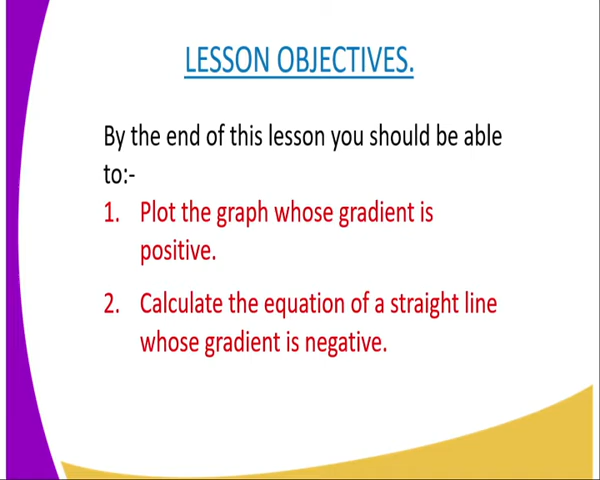 LESSON OBJECTIVES.
By the end of this lesson you should be able
to:-
1. Plot the graph whose gradient is
positive.
2. Calculate the equation of a straight line
whose gradient is negative.